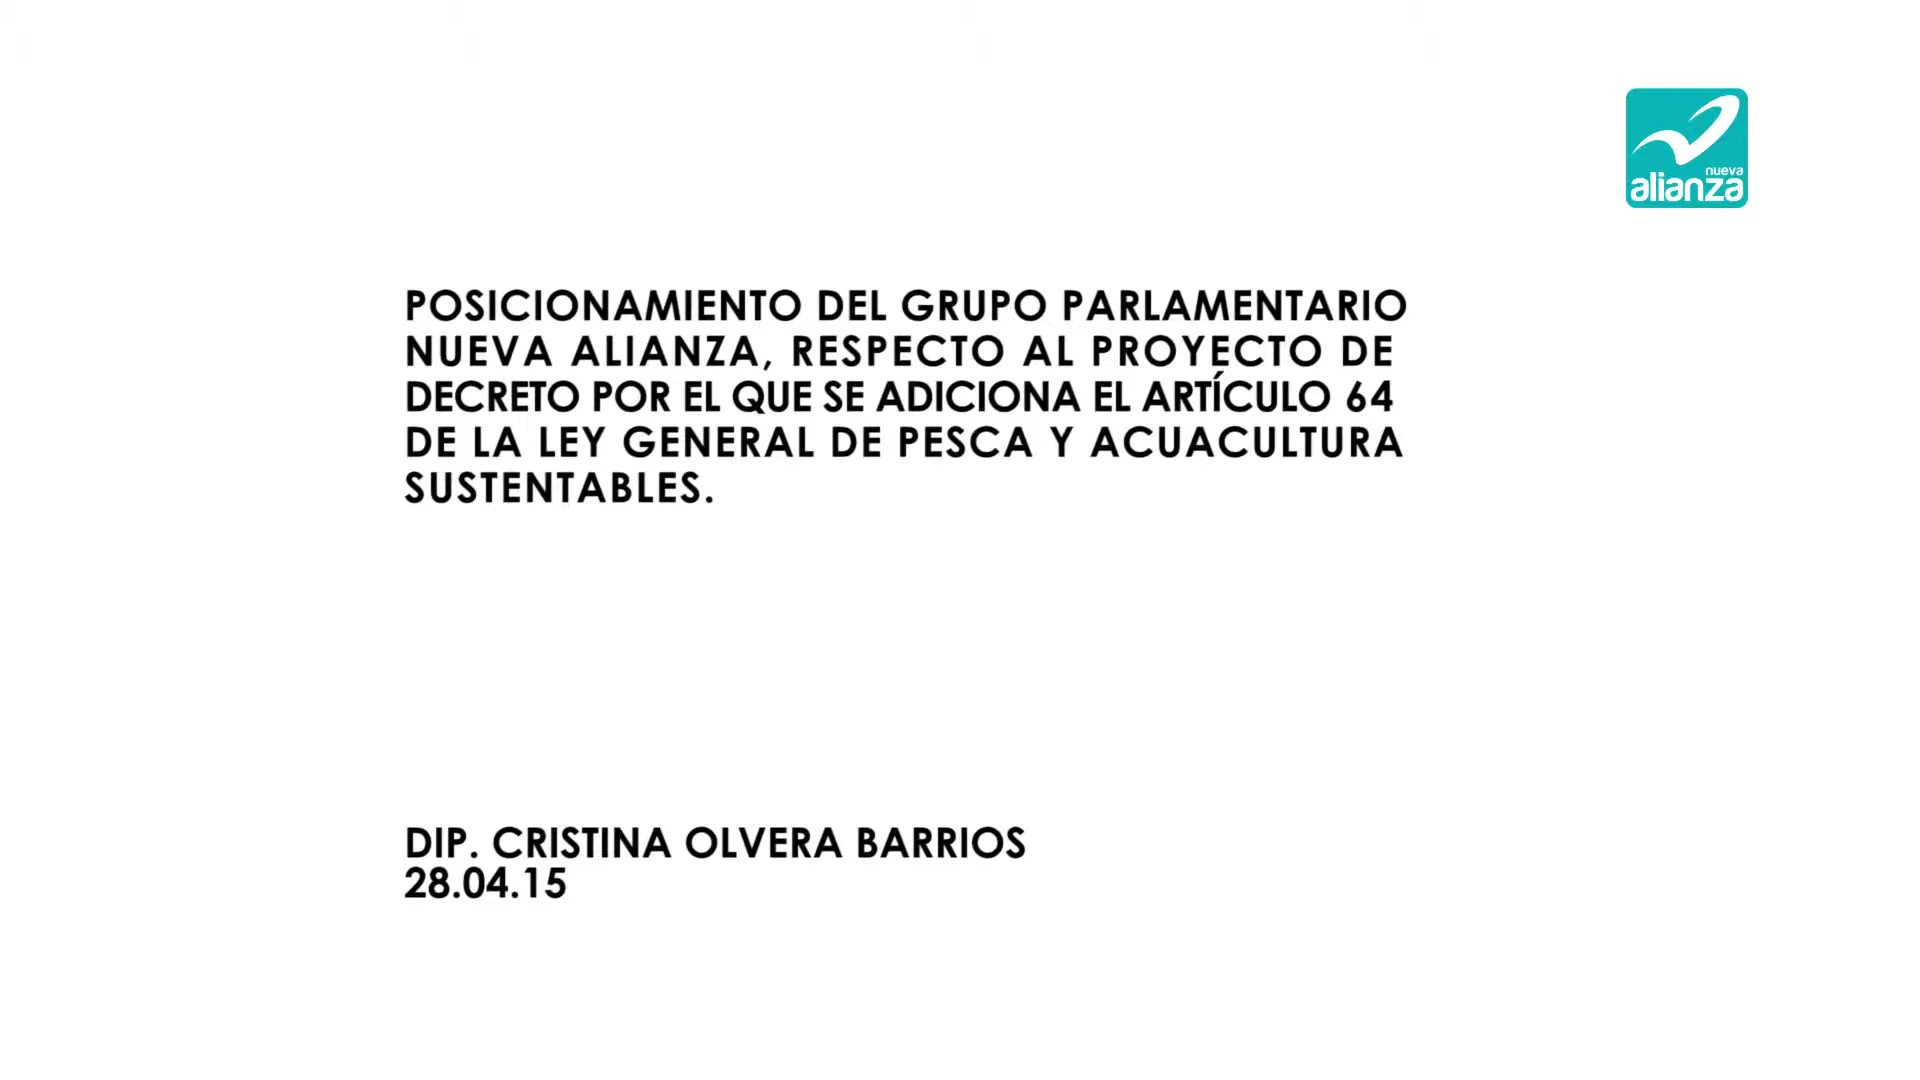 nueva
alianza
POSICIONAMIENTO DEL GRUPO PARLAMENTARIO
NUEVA ALIANZA, RESPECTO AL PROYECTO DE
DECRETO POR EL QUE SE ADICIONA EL ARTÍCULO 64
DE LA LEY GENERAL DE PESCA Y ACUACULTURA
SUSTENTABLES.
DIP. CRISTINA OLVERA BARRIOS
28.04.15